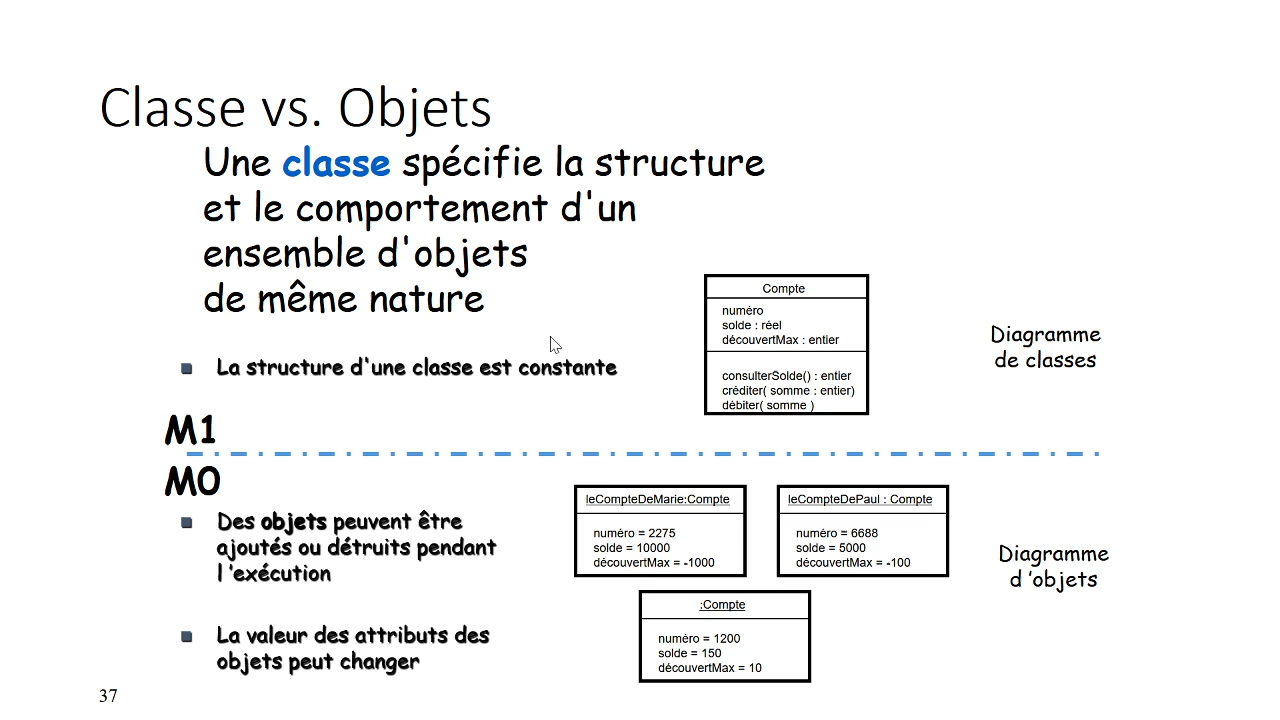 Classe vs. Objets
Une classe spécifie la structure
et le comportement d'un
ensemble d'objets
de même nature
Compte
numéro
solde : réel
découvertMax : entier
consulterSolde() : entier
créditer( somme : entier)
débiter( somme )
Diagramme
de classes
La structure d'une classe est constante
M1
M0
Des objets peuvent être
ajoutés ou détruits pendant
l 'exécution
leCompteDeMarie:Compte
numéro = 2275
solde = 10000
découvertMax = -1000
leCompteDePaul : Compte
numéro = 6688
solde = 5000
découvertMax = -100
Diagramme
d 'objets
:Compte
numéro = 1200
solde = 150
découvertMax = 10
La valeur des attributs des
objets peut changer
37